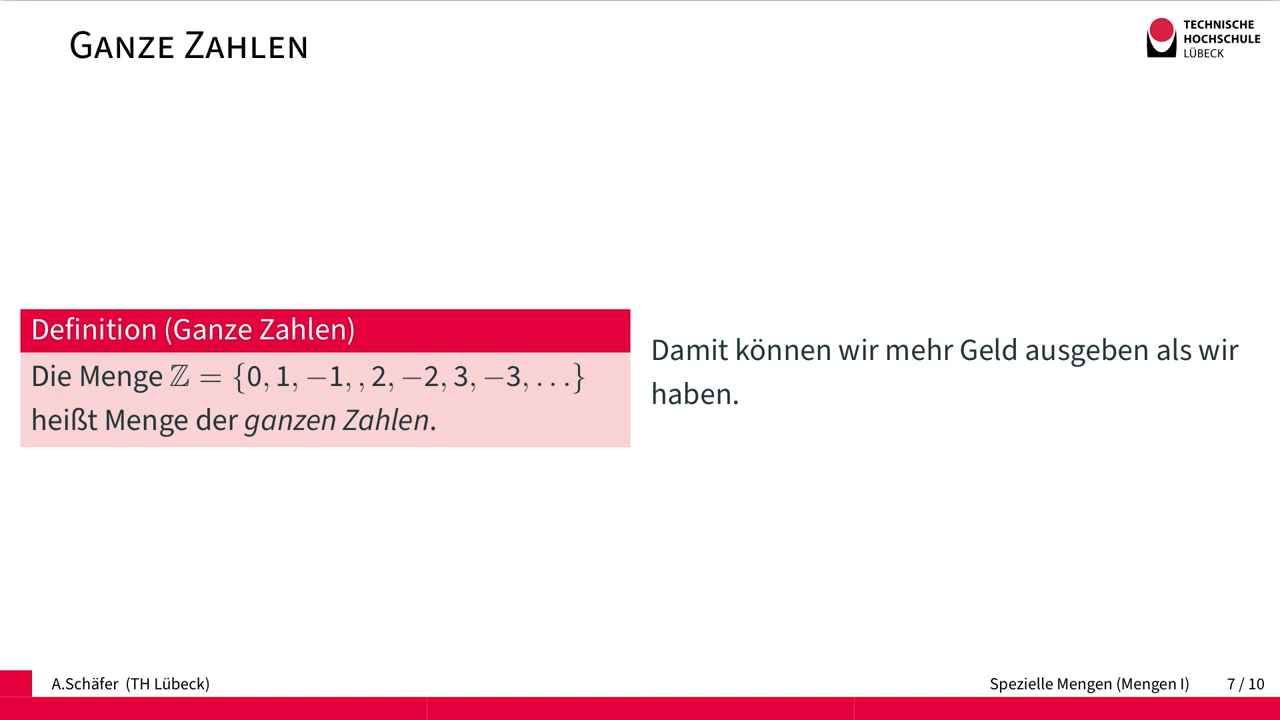 Ganze Zahlen
TECHNISCHE
HOCHSCHULE
LÜBECK
Definition (Ganze Zahlen)
Die Menge ℤ = {0, 1, −1, , 2, −2, 3, −3, . . .}
heißt Menge der ganzen Zahlen.
Damit können wir mehr Geld ausgeben als wir
haben.
A.Schäfer (TH Lübeck)
Spezielle Mengen (Mengen I) 7 / 10